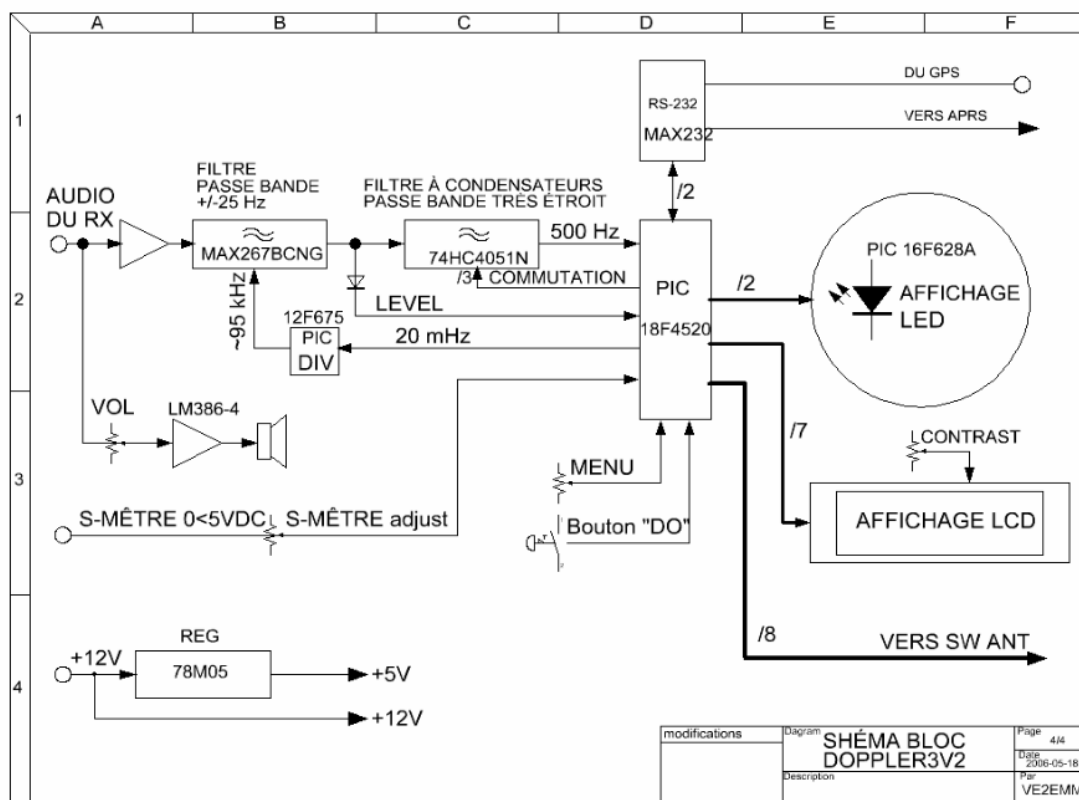 A B C D E F
1
2
3
4
DU GPS
RS-232
MAX232
VERS APRS
/2
FILTRE
PASSE BANDE
+/-25 Hz
FILTRE À CONDENSATEURS
PASSE BANDE TRÈS ÉTROIT
AUDIO
DU RX
MAX267BCNG
74HC4051N
500 Hz
/3 COMMUTATION
LEVEL
~95 kHz
12F675
PIC
DIV
20 mHz
PIC
18F4520
/2
PIC 16F628A
AFFICHAGE
LED
VOL
LM386-4
/7
CONTRAST
MENU
S-MÊTRE 0<5VDC
S-MÊTRE adjust
Bouton "DO"
AFFICHAGE LCD
/8
VERS SW ANT
REG
+12V
78M05
+5V
+12V
modifications
Diagram
SHÉMA BLOC
DOPPLER3V2
Page
4/4
Date
2006-05-18
Description
Par
VE2EMM